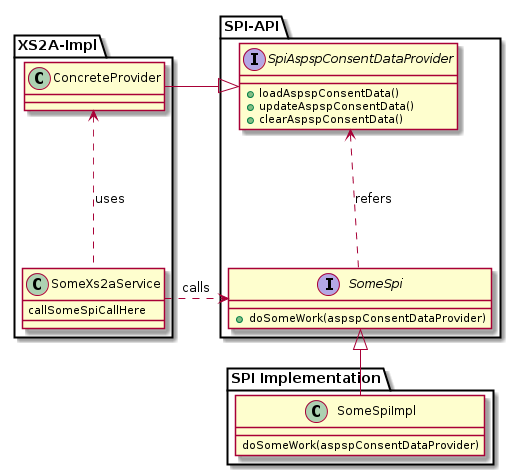 SPI-API
XS2A-Impl
I SpiAspspConsentDataProvider
C ConcreteProvider
loadAspspConsentData()
updateAspspConsentData()
clearAspspConsentData()
uses
refers
C SomeXs2aService
callSomeSpiCallHere
calls
I SomeSpi
doSomeWork(aspspConsentDataProvider)
SPI Implementation
C SomeSpiImpl
doSomeWork(aspspConsentDataProvider)